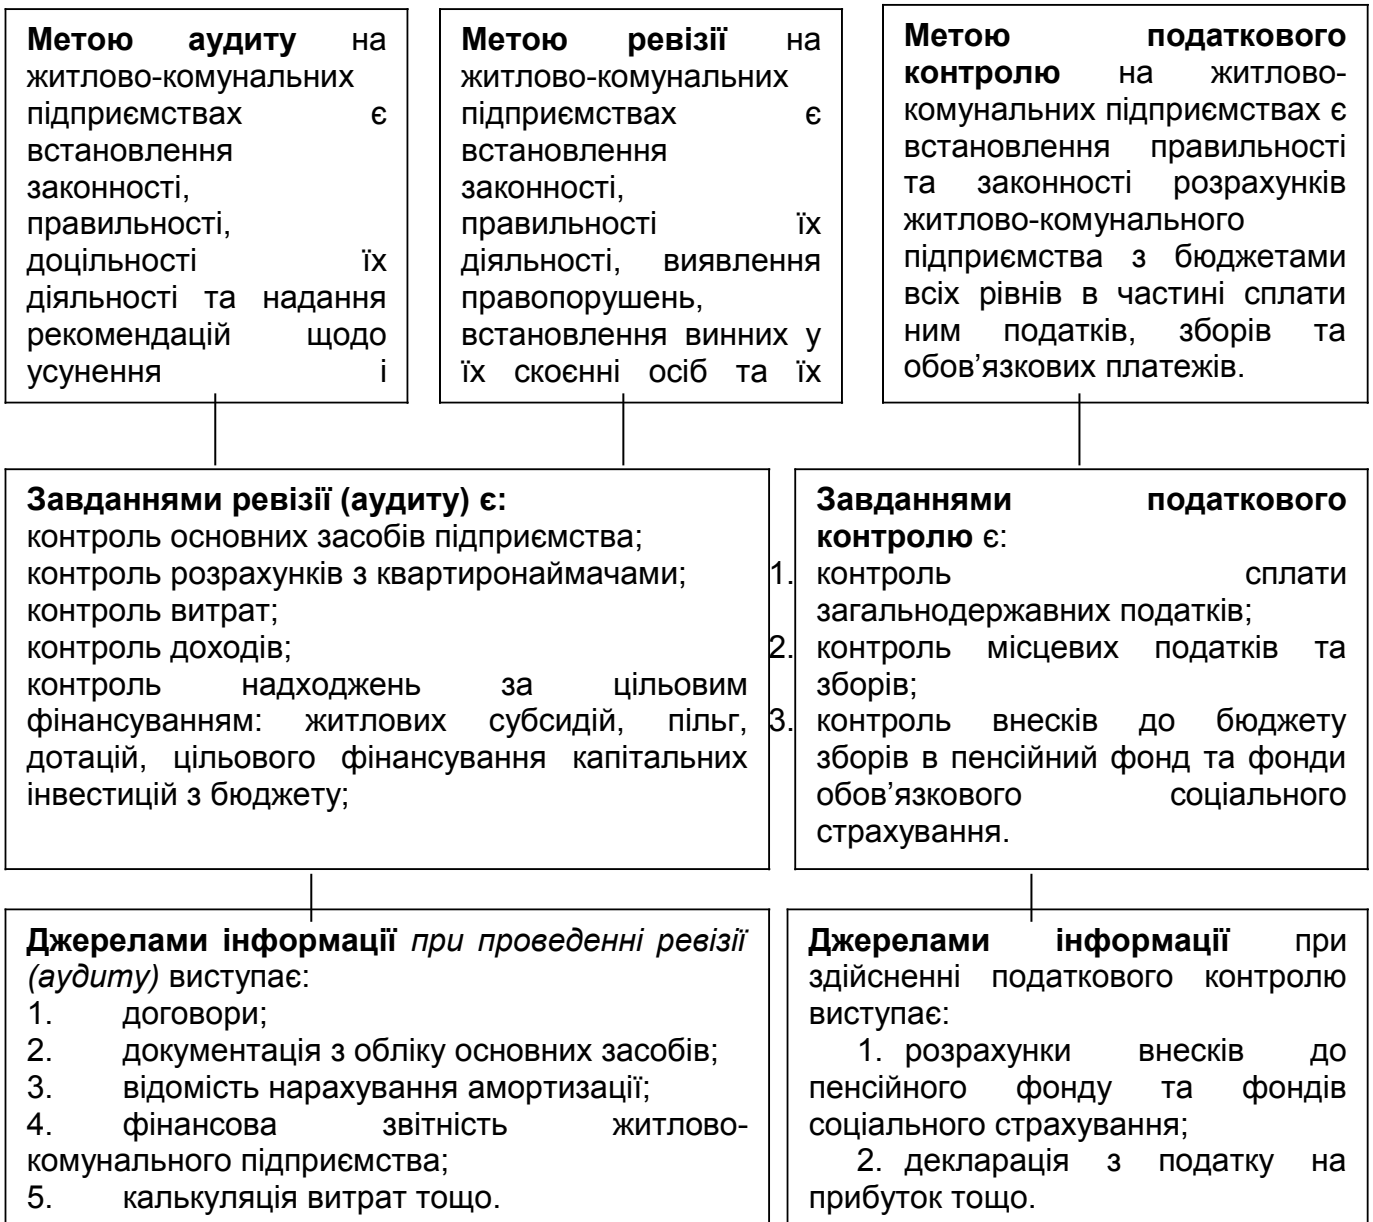 Метою аудиту на
житлово-комунальних
підприємствах є
встановлення
законності,
правильності,
доцільності їх
діяльності та надання
рекомендацій щодо
усунення і
Метою ревізії на
житлово-комунальних
підприємствах є
встановлення
законності,
правильності їх
діяльності, виявлення
правопорушень,
встановлення винних у
їх скоєнні осіб та їх
Метою податкового
контролю на житлово-
комунальних підприємствах є
встановлення правильності
та законності розрахунків
житлово-комунального
підприємства з бюджетами
всіх рівнів в частині сплати
ним податків, зборів та
обов’язкових платежів.
Завданнями ревізії (аудиту) є:
контроль основних засобів підприємства;
контроль розрахунків з квартиронаймачами;
контроль витрат;
контроль доходів;
контроль надходжень за цільовим
фінансуванням: житлових субсидій, пільг,
дотацій, цільового фінансування капітальних
інвестицій з бюджету;
Завданнями податкового
контролю є:
1. контроль сплати
загальнодержавних податків;
2. контроль місцевих податків та
зборів;
3. контроль внесків до бюджету
зборів в пенсійний фонд та фонди
обов’язкового соціального
страхування.
Джерелами інформації при проведенні ревізії
(аудиту) виступає:
1. договори;
2. документація з обліку основних засобів;
3. відомість нарахування амортизації;
4. фінансова звітність житлово-
комунального підприємства;
5. калькуляція витрат тощо.
Джерелами інформації при
здійсненні податкового контролю
виступає:
1. розрахунки внесків до
пенсійного фонду та фондів
соціального страхування;
2. декларація з податку на
прибуток тощо.